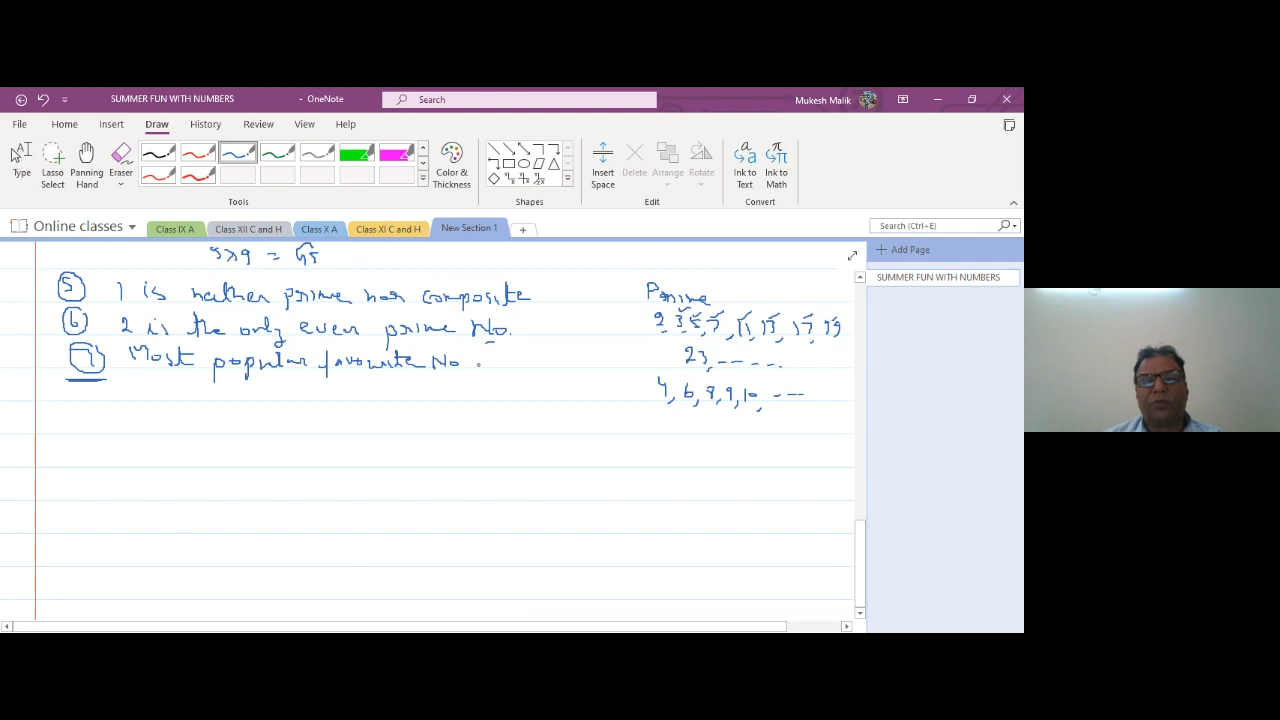 SUMMER FUN WITH NUMBERS - OneNote
Search
Mukesh Malik
File Home Insert Draw History Review View Help
Type
Lasso Select
Panning Hand
Eraser
Color & Thickness
Insert Space
Delete
Arrange
Rotate
Ink to Text
Ink to Math
Tools
Shapes
Edit
Convert
Online classes
Class IX A
Class XII C and H
Class X A
Class XI C and H
New Section 1
Search (Ctrl+E)
Add Page
SUMMER FUN WITH NUMBERS
5x9 = 45
5 1 is neither prime nor composite
6 2 is the only even prime No.
7 Most popular favourite No
Prime
2 3 5 7, 11, 13, 17, 19
23, -- -- -.
4, 6, 8, 9, 10, - --